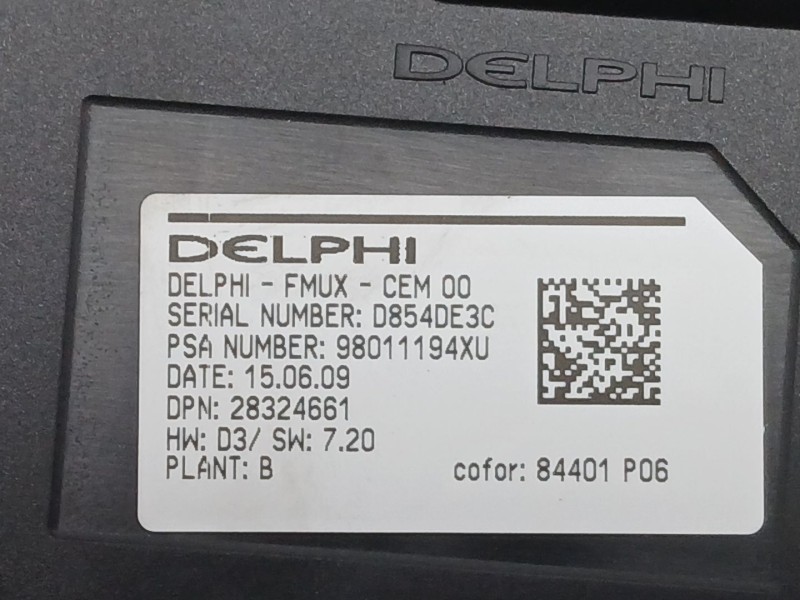 DELPHI
DELPHI
DELPHI - FMUX - CEM 00
SERIAL NUMBER: D854DE3C
PSA NUMBER: 98011194XU
DATE: 15.06.09
DPN: 28324661
HW: D3/ SW: 7.20
PLANT: B cofor: 84401 P06